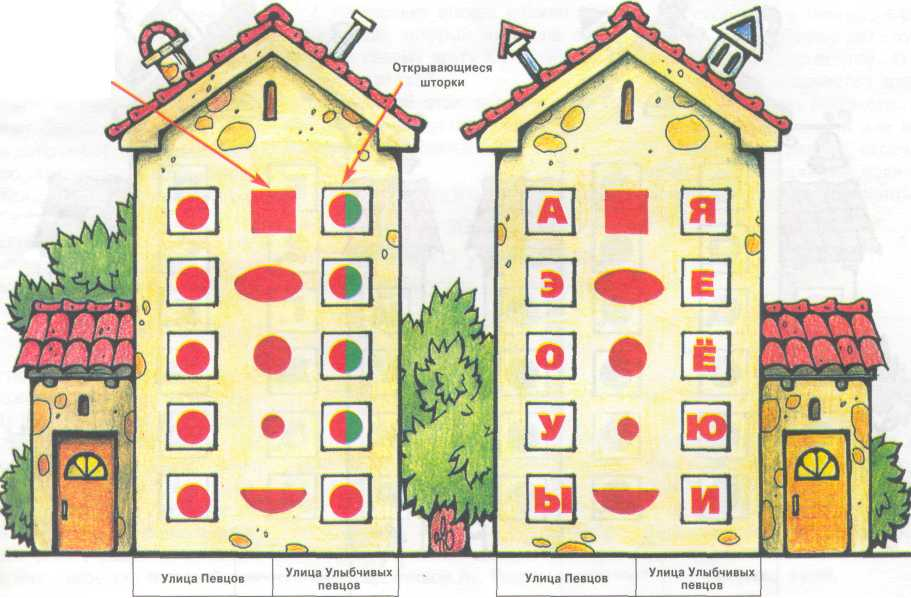 Открывающиеся
шторки
А Я
Э Е
О Ё
У Ю
Ы И
Улица Певцов
Улица Улыбчивых
певцов
Улица Певцов
Улица Улыбчивых
певцов